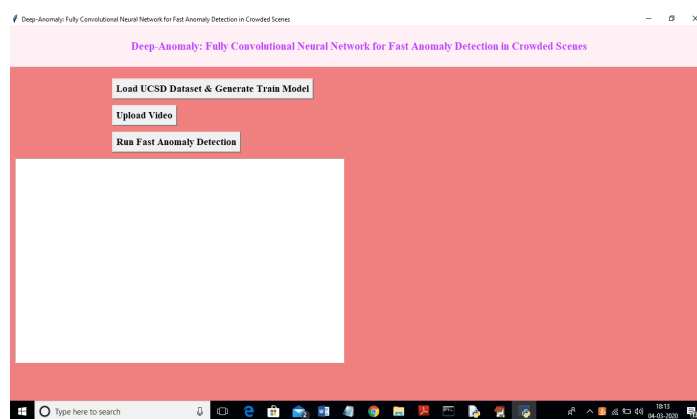 Deep-Anomaly: Fully Convolutional Neural Network for Fast Anomaly Detection in Crowded Scenes
Deep-Anomaly: Fully Convolutional Neural Network for Fast Anomaly Detection in Crowded Scenes
Load UCSD Dataset & Generate Train Model
Upload Video
Run Fast Anomaly Detection
Type here to search
18:13
04-03-2020